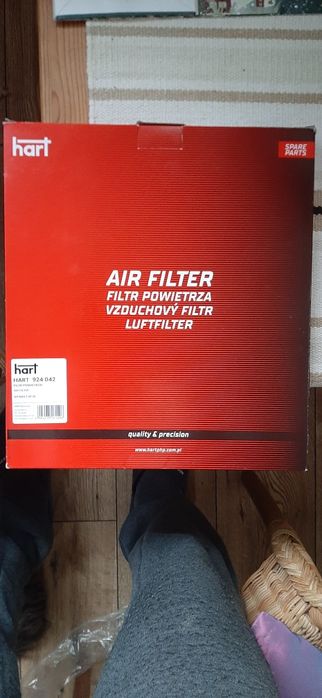 hart
SPARE
PARTS
AIR FILTER
FILTR POWIETRZA
VZDUCHOVÝ FILTR
LUFTFILTER
hart
HART 924 042
quality & precision
www.hartphp.com.pl